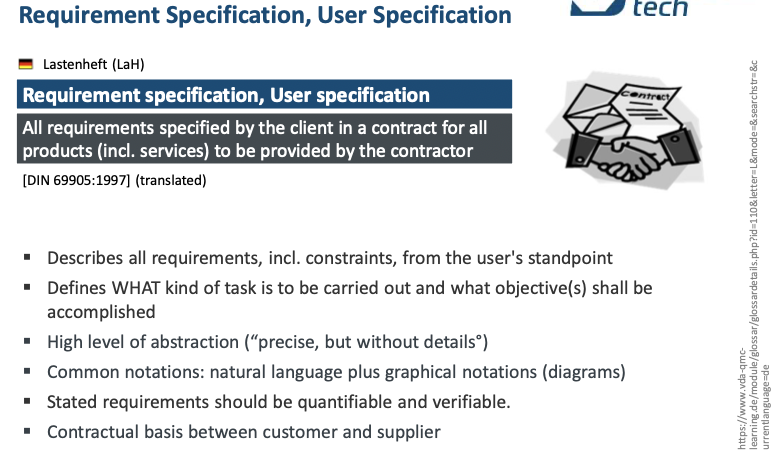 Requirement Specification, User Specification
tech
Lastenheft (LaH)
Requirement specification, User specification
All requirements specified by the client in a contract for all
products (incl. services) to be provided by the contractor
[DIN 69905:1997] (translated)
contract
▪ Describes all requirements, incl. constraints, from the user's standpoint
▪ Defines WHAT kind of task is to be carried out and what objective(s) shall be
accomplished
▪ High level of abstraction (“precise, but without details°)
▪ Common notations: natural language plus graphical notations (diagrams)
▪ Stated requirements should be quantifiable and verifiable.
▪ Contractual basis between customer and supplier
https://www.vda-qmc-
learning.de/module/glossar/glossardetails.php?id=110&letter=L&mode=&searchstr=&c
urrentlanguage=de